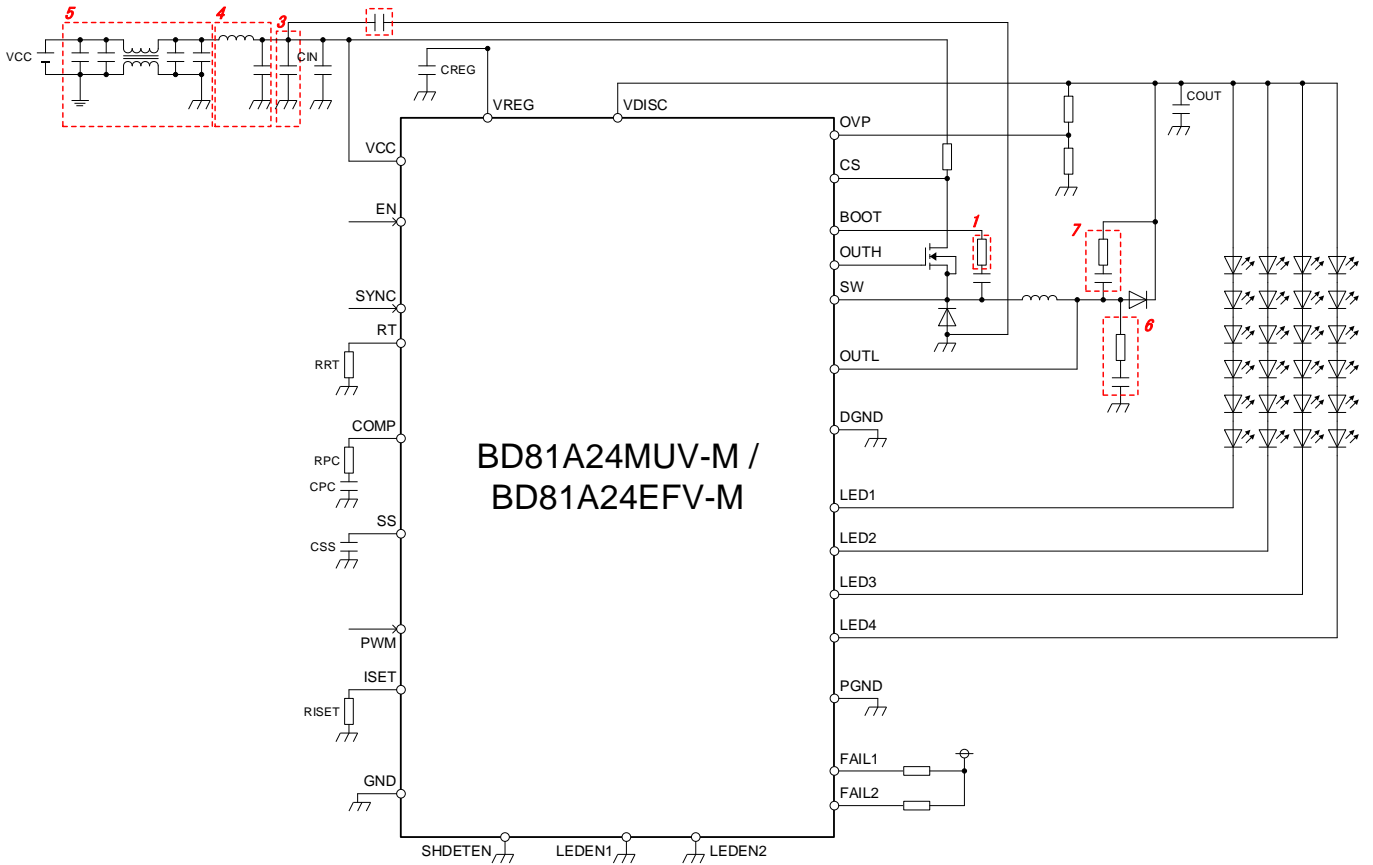 5
4
3
VCC
CIN
CREG
VREG
VDISC
COUT
OVP
VCC
CS
EN
BOOT
1
7
OUTH
SYNC
SW
RT
6
RRT
OUTL
COMP
DGND
RPC
CPC
BD81A24MUV-M /
BD81A24EFV-M
LED1
SS
CSS
LED2
LED3
LED4
PWM
ISET
PGND
RISET
FAIL1
GND
FAIL2
SHDETEN
LEDEN1
LEDEN2